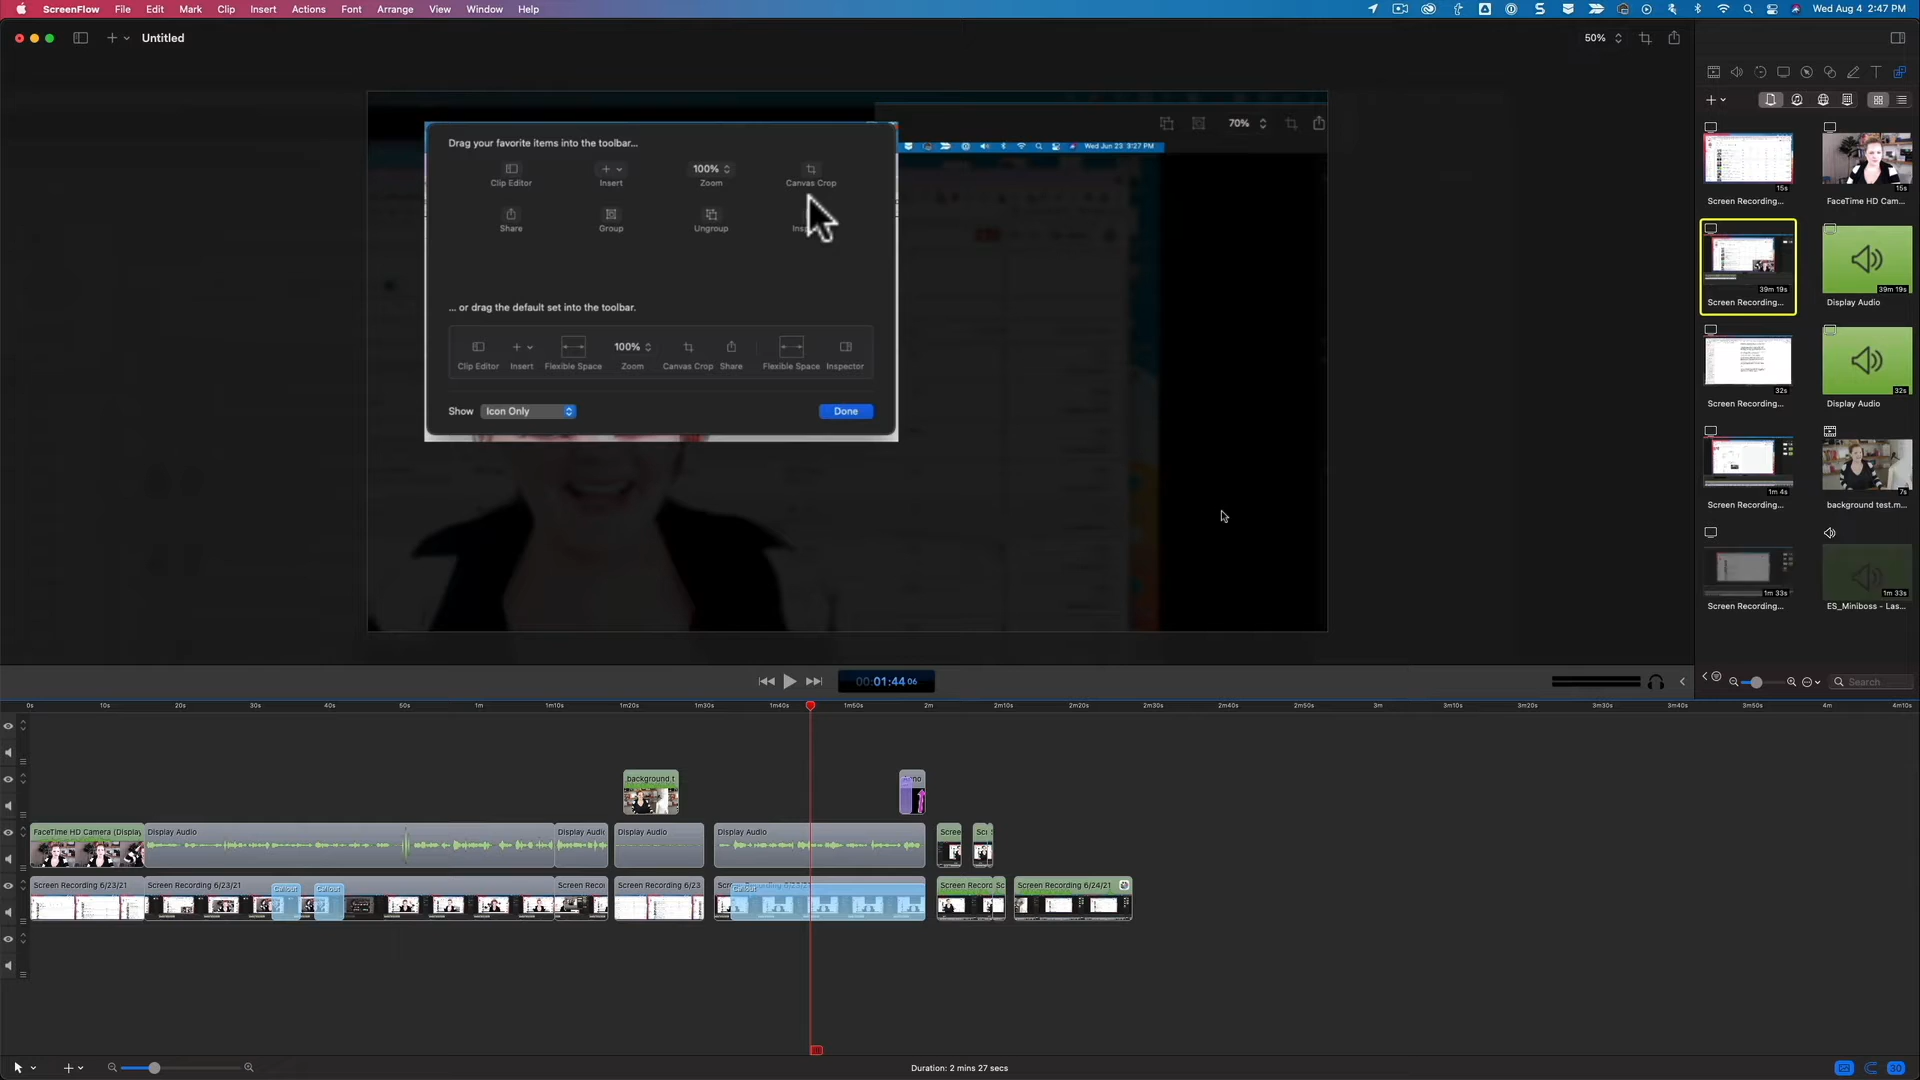 ScreenFlow File Edit Mark Clip Insert Actions Font Arrange View Window Help
Wed Aug 4 2:47 PM
Untitled
50%
70%
Wed Jun 23 3:27 PM
Drag your favorite items into the toolbar...
100%
Clip Editor Insert Zoom Canvas Crop
Share Group Ungroup
... or drag the default set into the toolbar.
100%
Clip Editor Insert Flexible Space Zoom Canvas Crop Share Flexible Space Inspector
Show Icon Only Done
15s 15s
Screen Recording... FaceTime HD Cam...
39m 19s 39m 19s
Screen Recording... Display Audio
32s 32s
Screen Recording... Display Audio
1m 4s 7s
Screen Recording... background test.m...
1m 33s 1m 33s
Screen Recording... ES_Miniboss - Las...
00:01:44 06
Search
0s 10s 20s 30s 40s 50s 1m 1m10s 1m20s 1m30s 1m40s 1m50s 2m 2m10s 2m20s 2m30s 2m40s 2m50s 3m 3m10s 3m20s 3m30s 3m40s 3m50s 4m 4m10s
background t
FaceTime HD Camera (Display Display Audio Display Audi Display Audio Display Audio Scree Sci
Screen Recording 6/23/21 Screen Recording 6/23/21 Callout Callout Screen Recor Screen Recording 6/23 Callout Screen Record Sc Screen Recording 6/24/21
Duration: 2 mins 27 secs
30